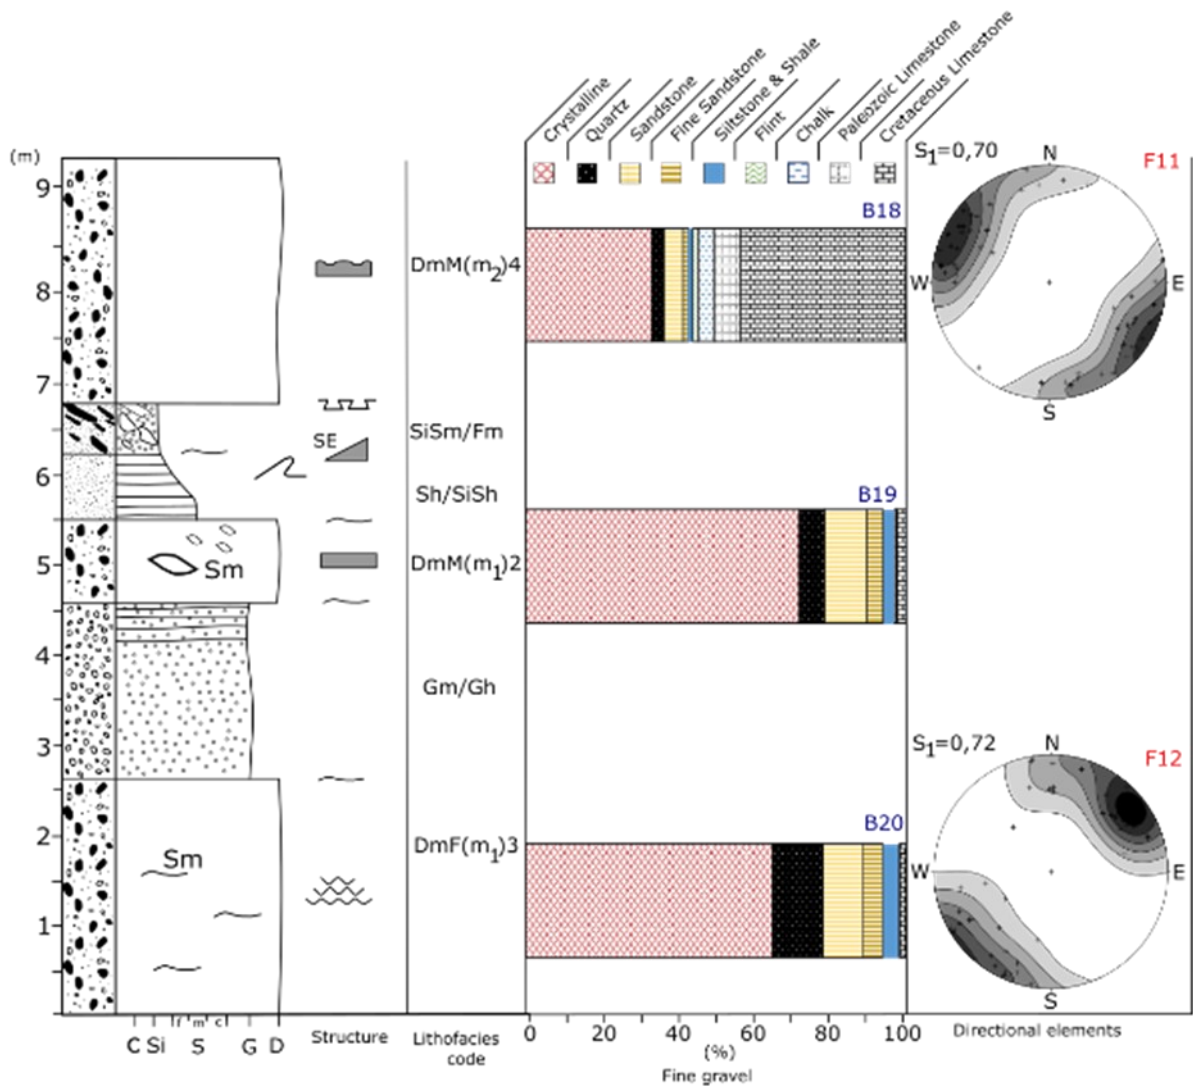 Crystalline
Quartz
Sandstone
Fine Sandstone
Siltstone & Shale
Flint
Chalk
Paleozoic Limestone
Cretaceous Limestone
(m)
S1=0,70
N
F11
9
B18
DmM(m2)4
8
W
E
7
S
SiSm/Fm
SE
6
Sh/SiSh
B19
5
Sm
DmM(m1)2
4
Gm/Gh
3
S1=0,72
N
F12
2
B20
DmF(m1)3
Sm
W
E
1
S
f m c
C Si S G D
Structure
Lithofacies
code
0 20 40 60 80 100
(%)
Fine gravel
Directional elements